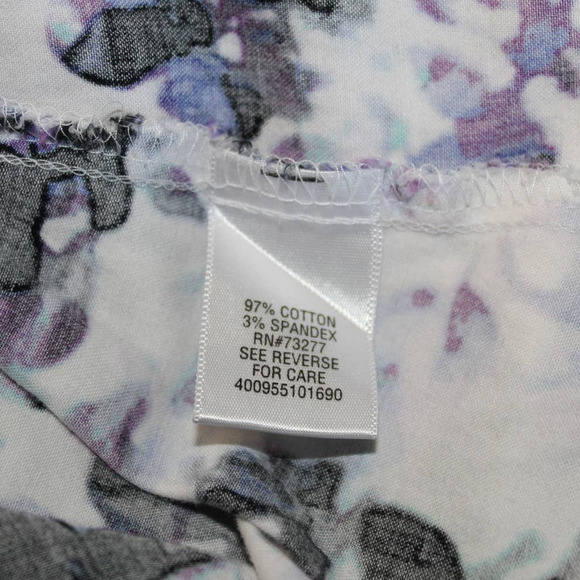 97% COTTON
3% SPANDEX
RN#73277
SEE REVERSE
FOR CARE
400955101690